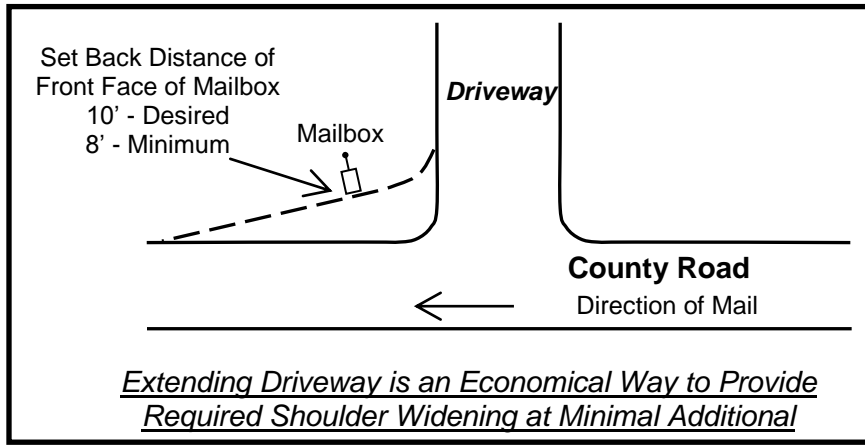 Set Back Distance of
Front Face of Mailbox
10’ - Desired
8’ - Minimum
Mailbox
Driveway
County Road
Direction of Mail
Extending Driveway is an Economical Way to Provide
Required Shoulder Widening at Minimal Additional